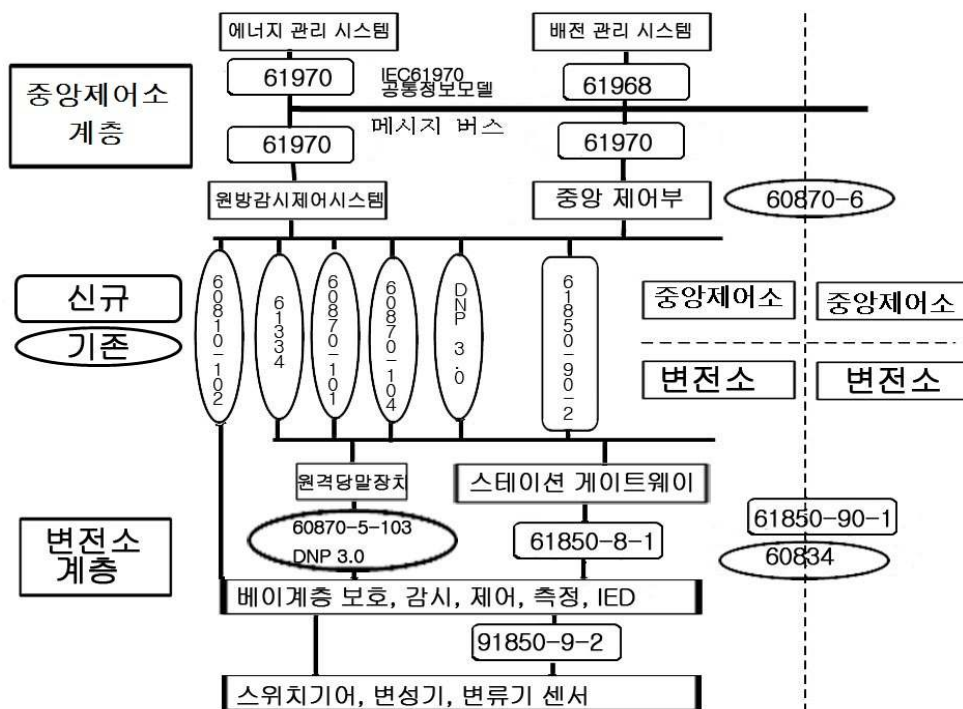 에너지 관리 시스템
배전 관리 시스템
61970
IEC61970
공통정보모델
61968
중앙제어소
계층
메시지 버스
61970
61970
원방감시제어시스템
중앙 제어부
60870-6
신규
기존
60810-102
61334
60870-101
60870-104
DNP 3.0
61850-90-2
중앙제어소
중앙제어소
변전소
변전소
원격당말장치
스테이션 게이트웨이
변전소
계층
60870-5-103
DNP 3.0
61850-8-1
61850-90-1
60834
베이계층 보호, 감시, 제어, 측정, IED
91850-9-2
스위치기어, 변성기, 변류기 센서